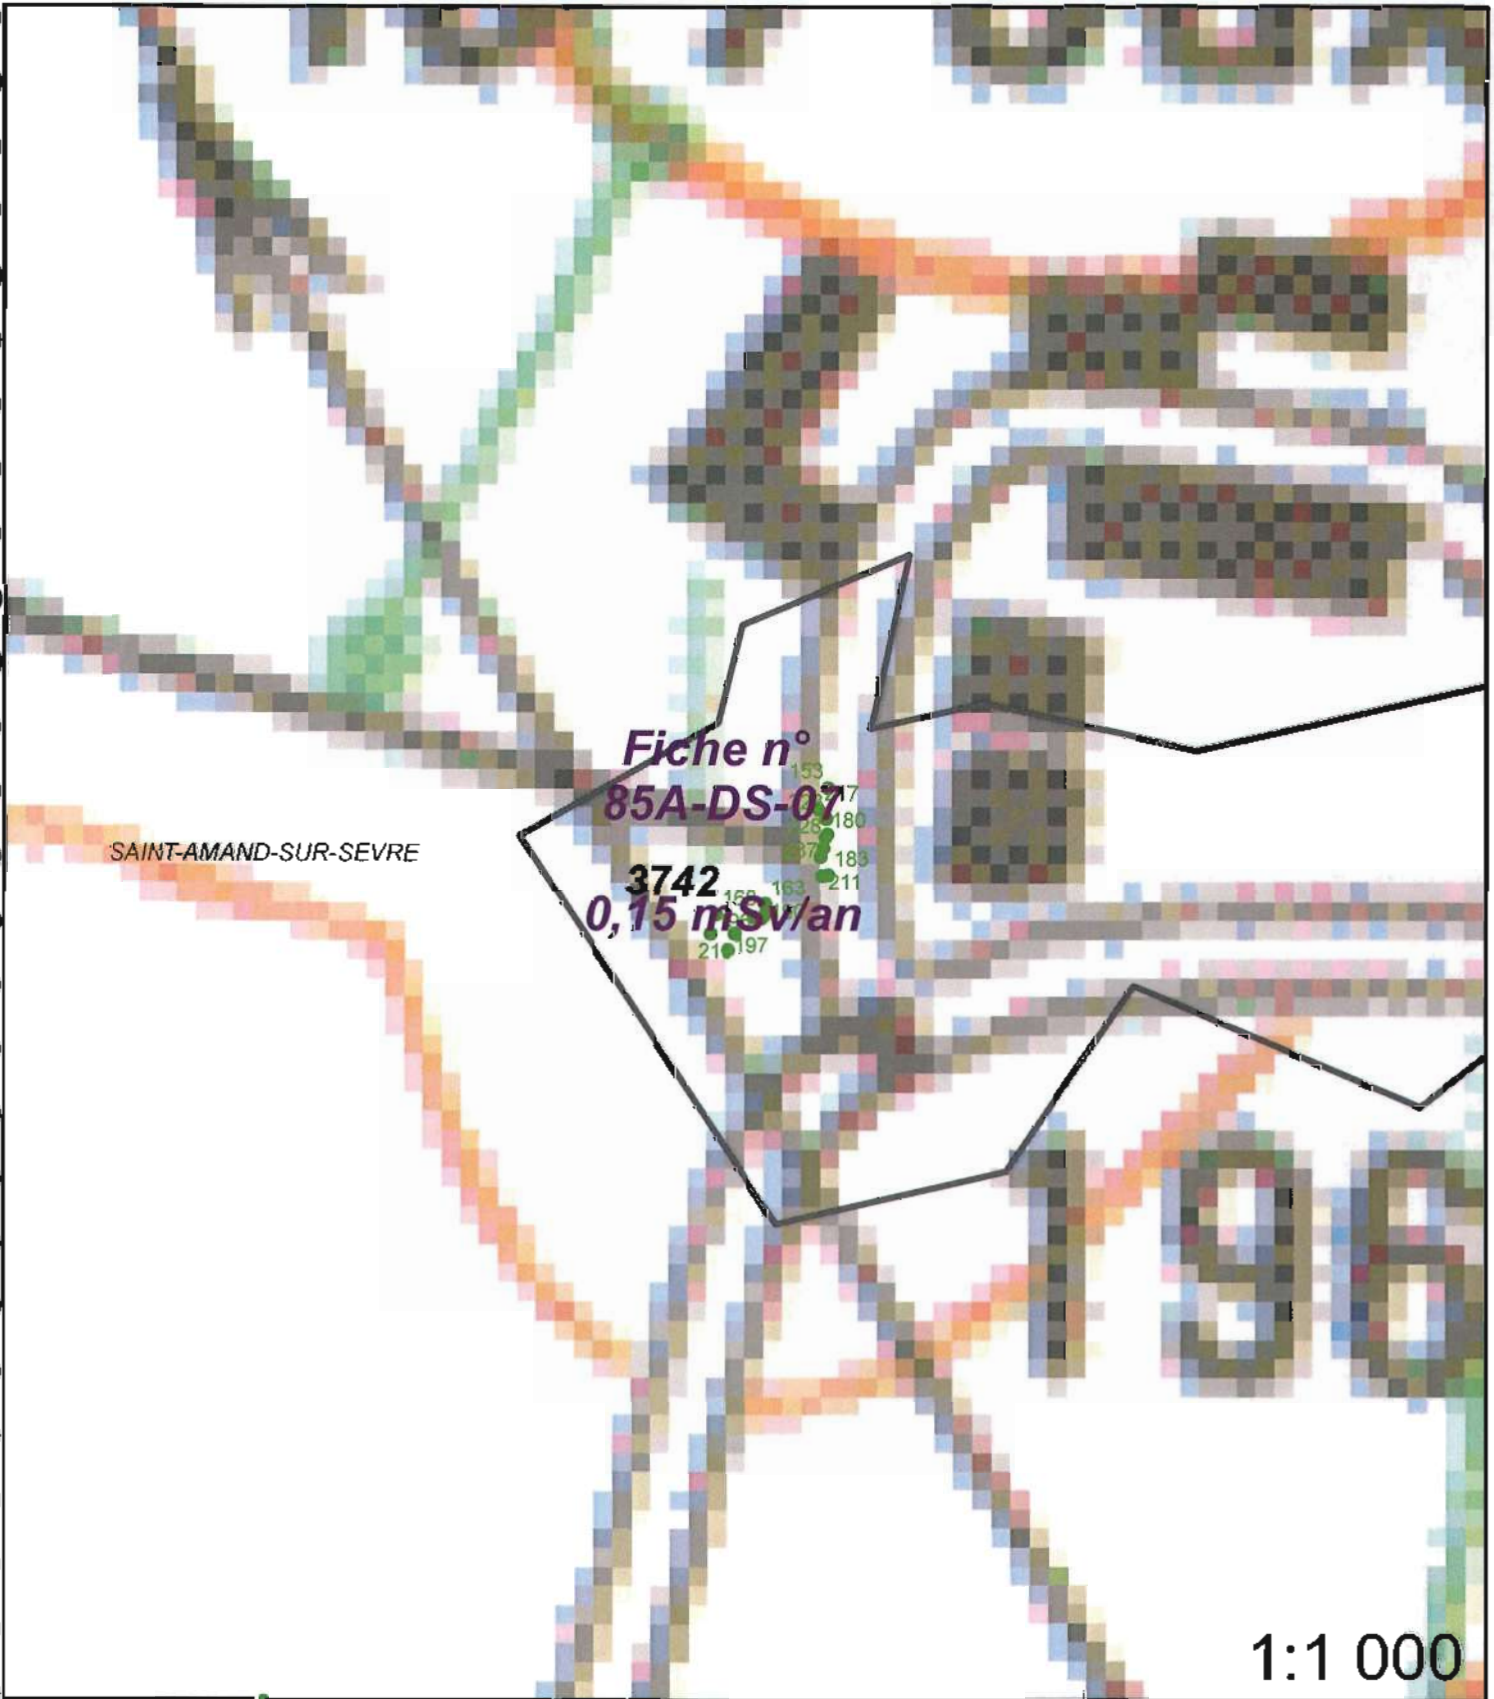 Fiche n°
153
85A-DS-07
180
SAINT-AMAND-SUR-SEVRE
183
3742
211
163
0,15 mSv/an
197
196
1:1 000